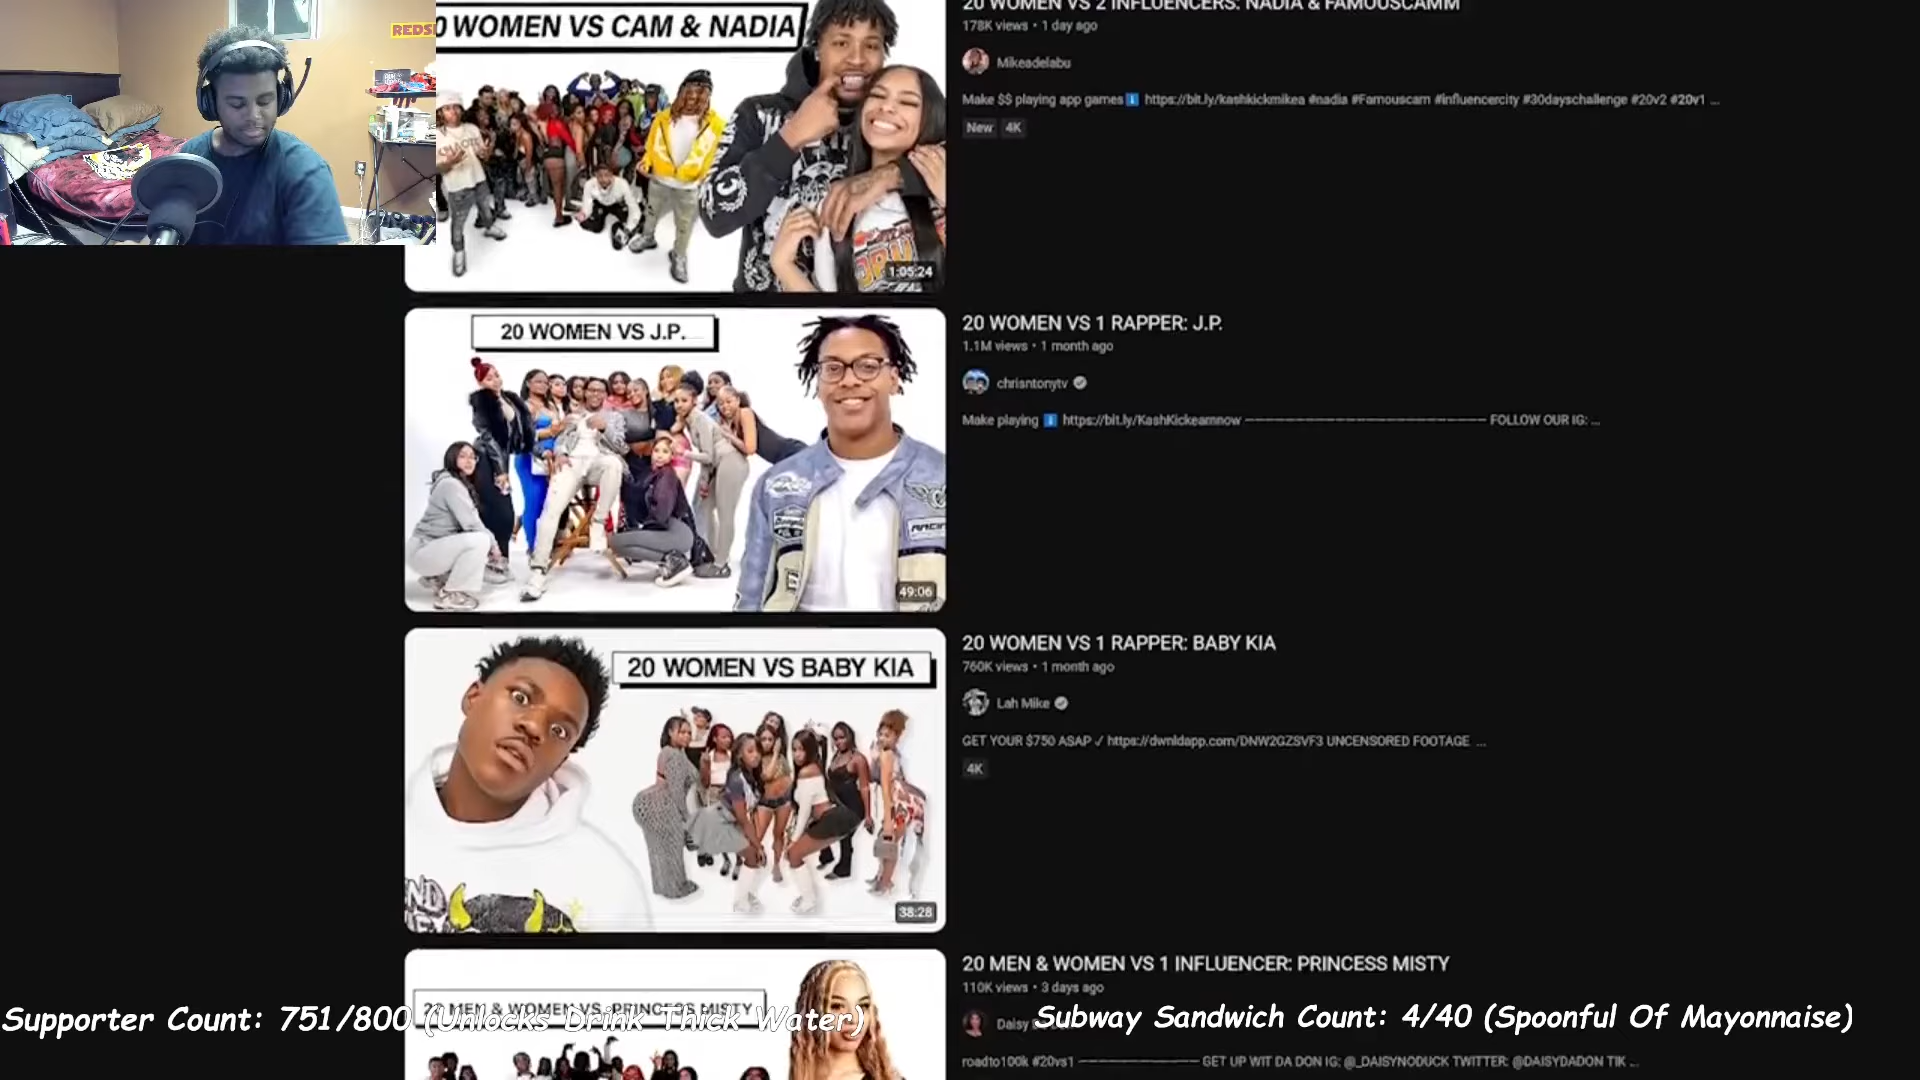 REDS
0 WOMEN VS CAM & NADIA
1:05:24
20 WOMEN VS 2 INFLUENCERS: NADIA & FAMOUSCAMM
178K views • 1 day ago
Mikeadelabu
Make $$ playing app games⬇️ https://bit.ly/kashkickmikea #nadia #Famouscam #influencercity #30dayschallenge #20v2 #20v1 ...
New 4K
20 WOMEN VS J.P.
49:06
20 WOMEN VS 1 RAPPER: J.P.
1.1M views • 1 month ago
chrisntonytv
Make playing ⬇️ https://bit.ly/KashKickearnnow ———————————————— FOLLOW OUR IG: ...
20 WOMEN VS BABY KIA
38:28
20 WOMEN VS 1 RAPPER: BABY KIA
760K views • 1 month ago
Lah Mike
GET YOUR $750 ASAP ✓ https://dwnldapp.com/DNW2GZSVF3 UNCENSORED FOOTAGE ...
4K
20 MEN & WOMEN VS PRINCESS MISTY
20 MEN & WOMEN VS 1 INFLUENCER: PRINCESS MISTY
110K views • 3 days ago
Daisy
roadto100k #20vs1 ———————— GET UP WIT DA DON IG: @_DAISYNODUCK TWITTER: @DAISYDADON TIK ...
Supporter Count: 751/800 (Unlocks Drink Thick Water)
Subway Sandwich Count: 4/40 (Spoonful Of Mayonnaise)